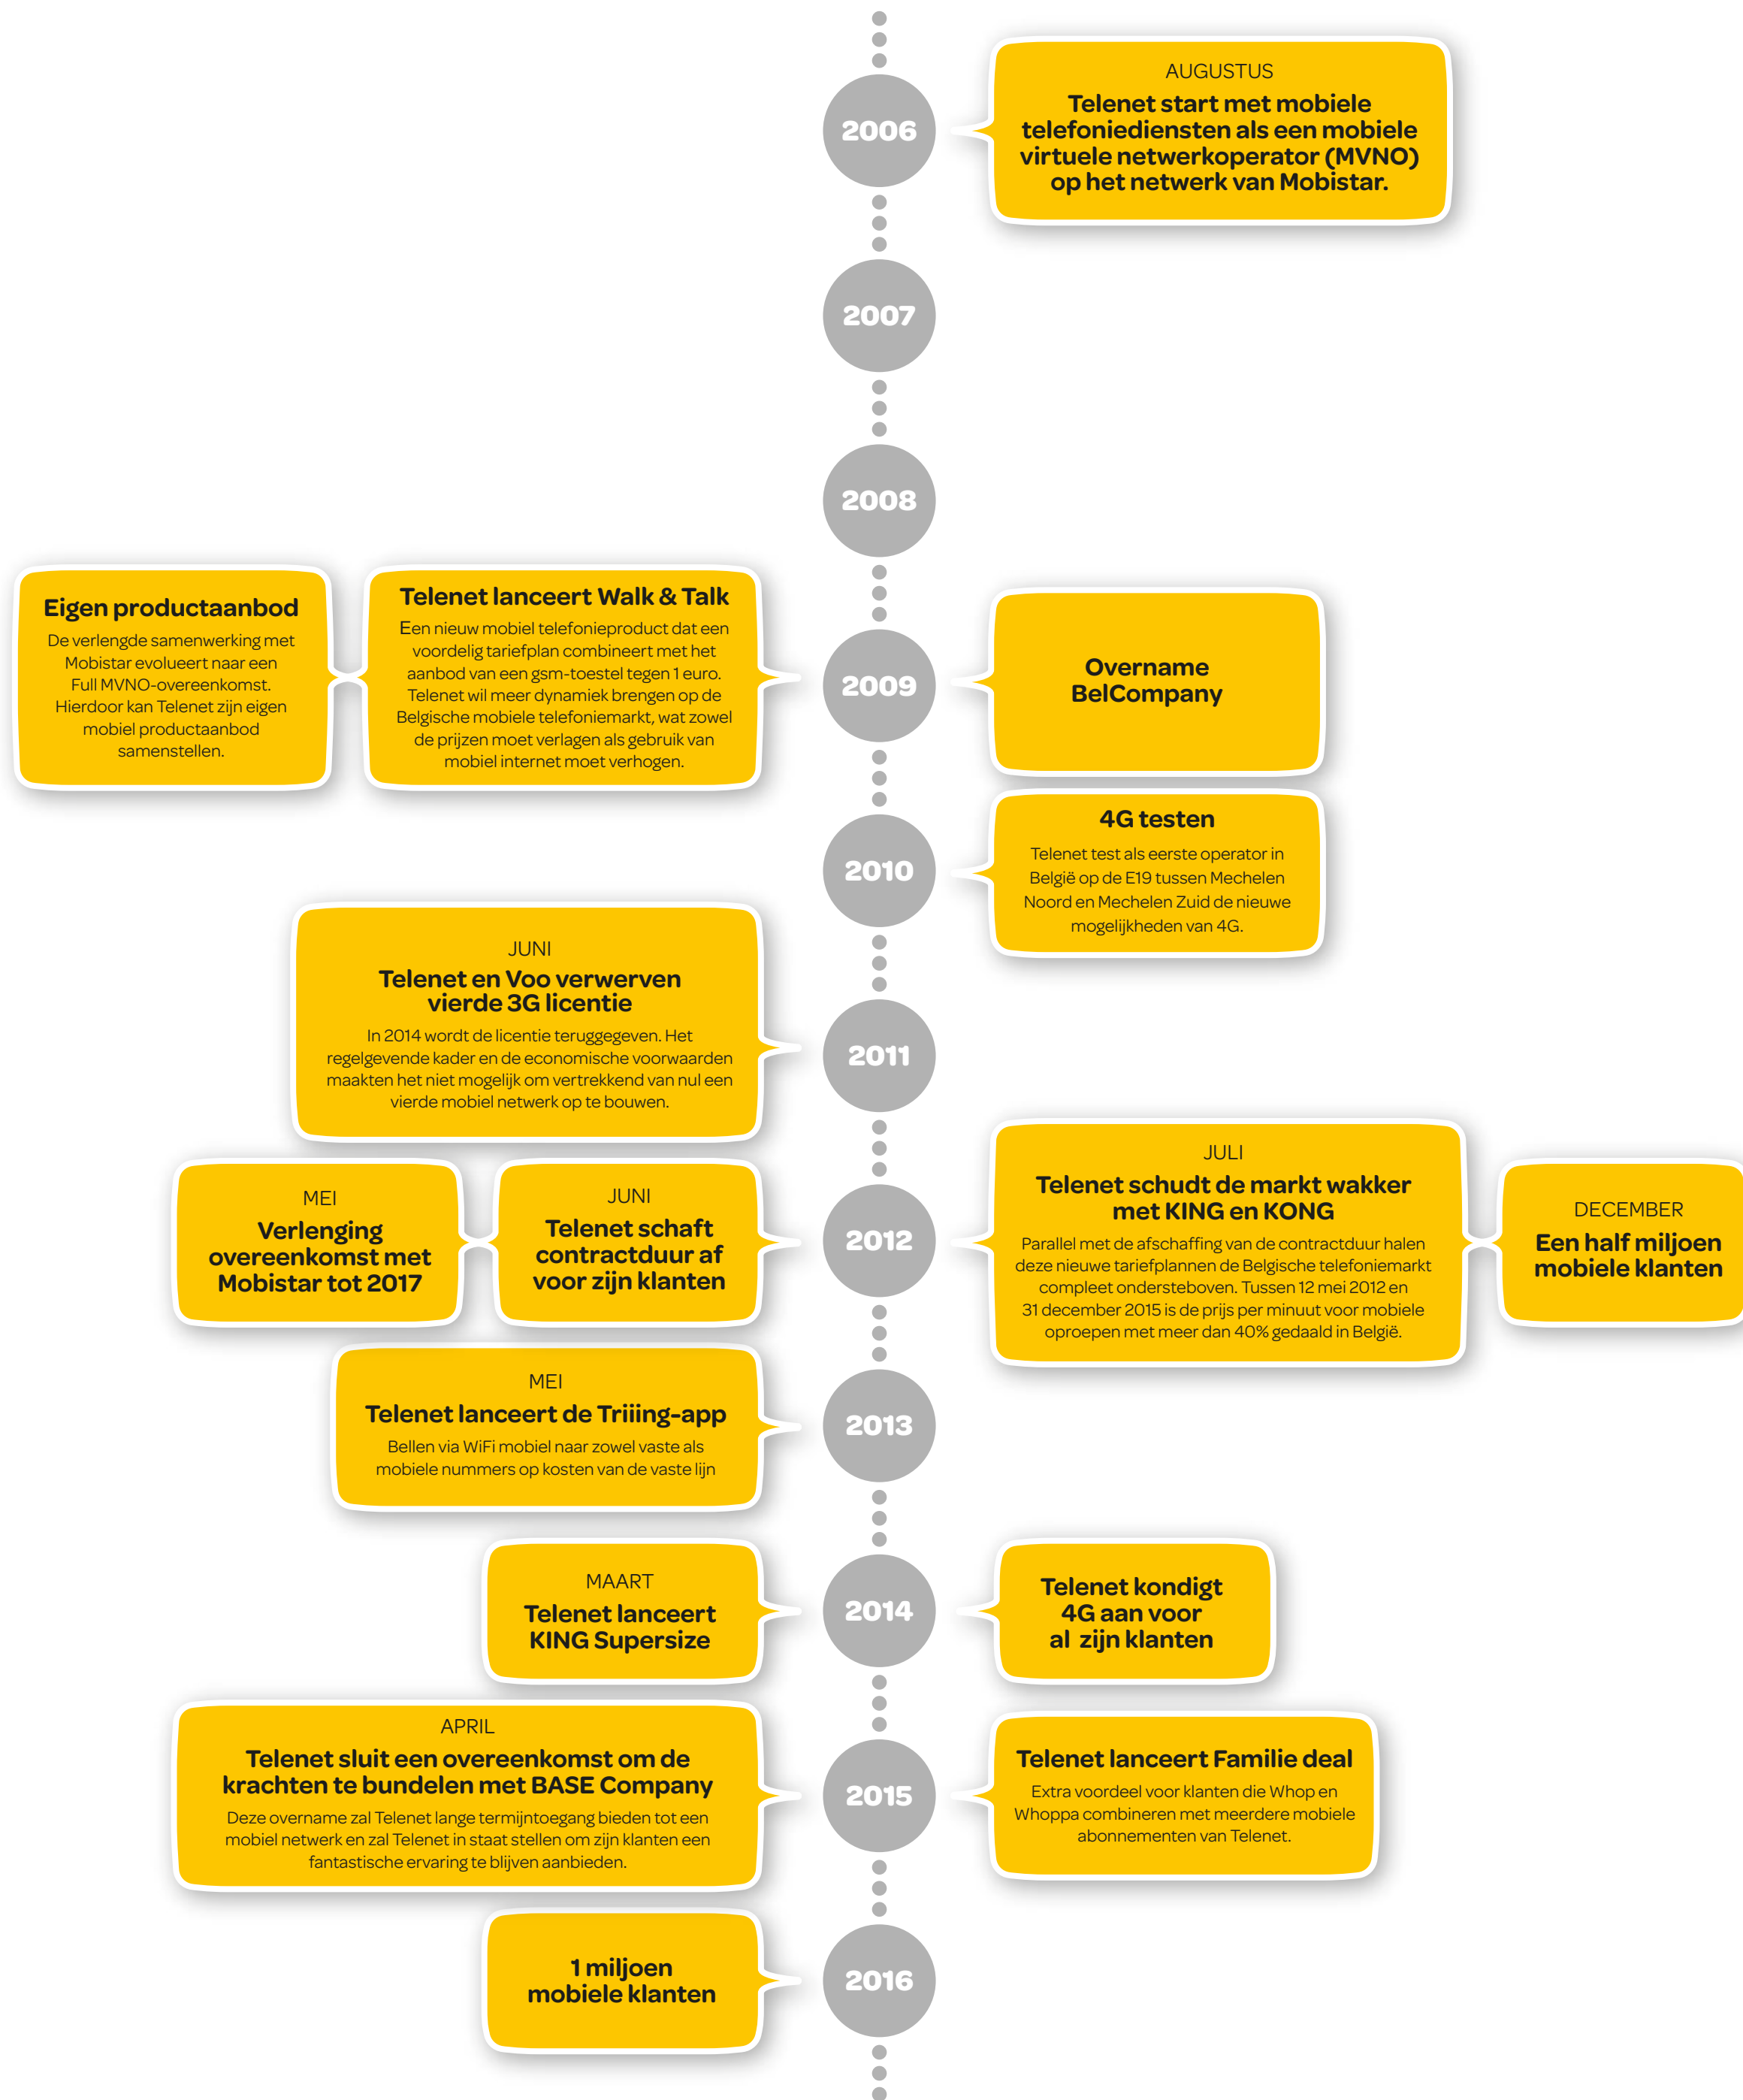 2006
AUGUSTUS
Telenet start met mobiele
telefoniediensten als een mobiele
virtuele netwerkoperator (MVNO)
op het netwerk van Mobistar.
2007
2008
Eigen productaanbod
De verlengde samenwerking met
Mobistar evolueert naar een
Full MVNO-overeenkomst.
Hierdoor kan Telenet zijn eigen
mobiel productaanbod
samenstellen.
Telenet lanceert Walk & Talk
Een nieuw mobiel telefonieproduct dat een
voordelig tariefplan combineert met het
aanbod van een gsm-toestel tegen 1 euro.
Telenet wil meer dynamiek brengen op de
Belgische mobiele telefoniemarkt, wat zowel
de prijzen moet verlagen als gebruik van
mobiel internet moet verhogen.
2009
Overname
BelCompany
2010
4G testen
Telenet test als eerste operator in
België op de E19 tussen Mechelen
Noord en Mechelen Zuid de nieuwe
mogelijkheden van 4G.
JUNI
Telenet en Voo verwerven
vierde 3G licentie
In 2014 wordt de licentie teruggegeven. Het
regelgevende kader en de economische voorwaarden
maakten het niet mogelijk om vertrekkend van nul een
vierde mobiel netwerk op te bouwen.
2011
MEI
Verlenging
overeenkomst met
Mobistar tot 2017
JUNI
Telenet schaft
contractduur af
voor zijn klanten
2012
JULI
Telenet schudt de markt wakker
met KING en KONG
Parallel met de afschaffing van de contractduur halen
deze nieuwe tariefplannen de Belgische telefoniemarkt
compleet ondersteboven. Tussen 12 mei 2012 en
31 december 2015 is de prijs per minuut voor mobiele
oproepen met meer dan 40% gedaald in België.
DECEMBER
Een half miljoen
mobiele klanten
MEI
Telenet lanceert de Triiing-app
Bellen via WiFi mobiel naar zowel vaste als
mobiele nummers op kosten van de vaste lijn
2013
MAART
Telenet lanceert
KING Supersize
2014
Telenet kondigt
4G aan voor
al zijn klanten
APRIL
Telenet sluit een overeenkomst om de
krachten te bundelen met BASE Company
Deze overname zal Telenet lange termijntoegang bieden tot een
mobiel netwerk en zal Telenet in staat stellen om zijn klanten een
fantastische ervaring te blijven aanbieden.
2015
Telenet lanceert Familie deal
Extra voordeel voor klanten die Whop en
Whoppa combineren met meerdere mobiele
abonnementen van Telenet.
1 miljoen
mobiele klanten
2016